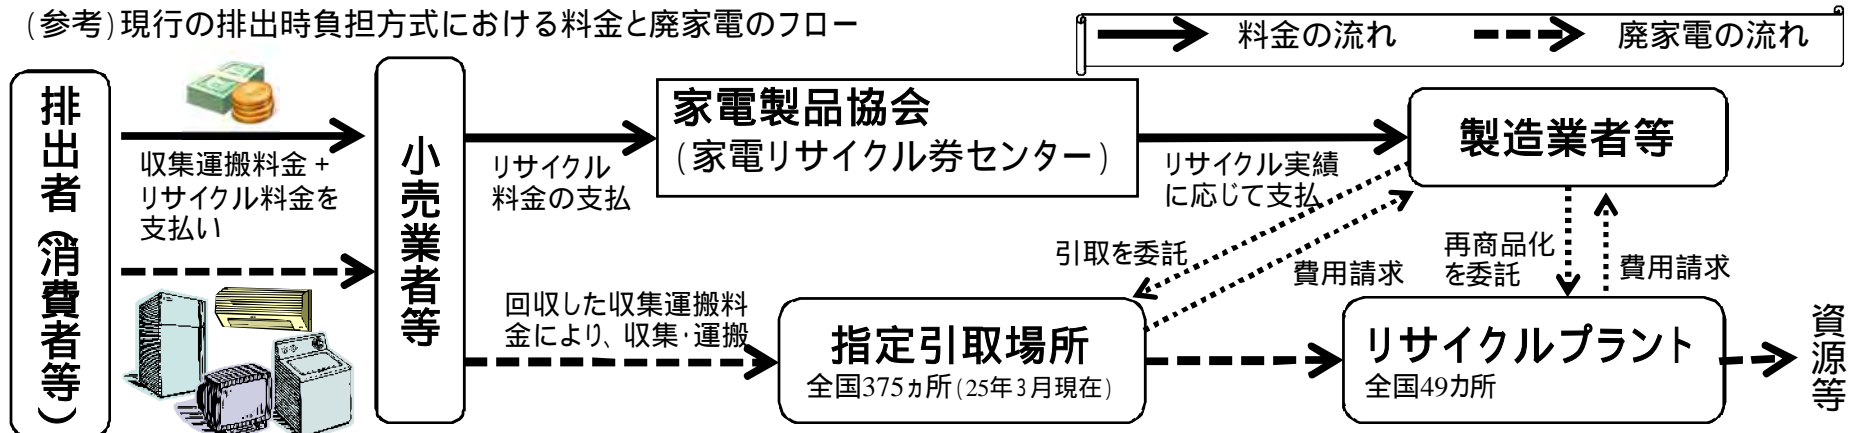 (参考)現行の排出時負担方式における料金と廃家電のフロー
料金の流れ
廃家電の流れ
排出者(消費者等)
収集運搬料金+
リサイクル料金を
支払い
小売業者等
リサイクル
料金の支払
家電製品協会
(家電リサイクル券センター)
リサイクル実績
に応じて支払
製造業者等
引取を委託
費用請求
再商品化
を委託
費用請求
回収した収集運搬料
金により、収集・運搬
指定引取場所
全国375ヵ所(25年3月現在)
リサイクルプラント
全国49カ所
資源等